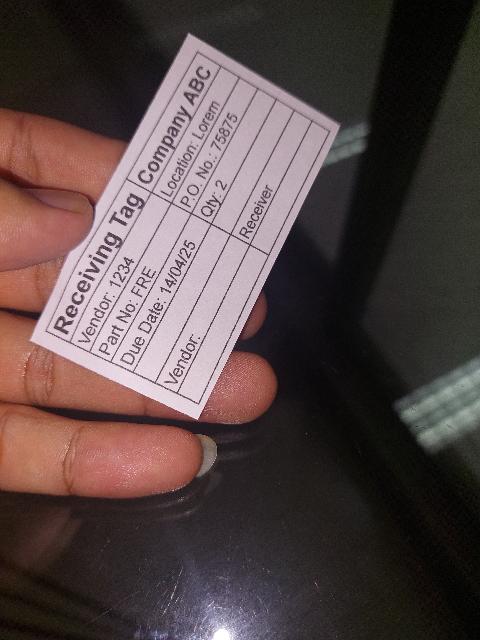 Receiving Tag Company ABC
Vendor: 1234 Location: Lorem
Part No: FRE P.O. No.: 75875
Due Date: 14/04/25 Qty: 2
Vendor: Receiver